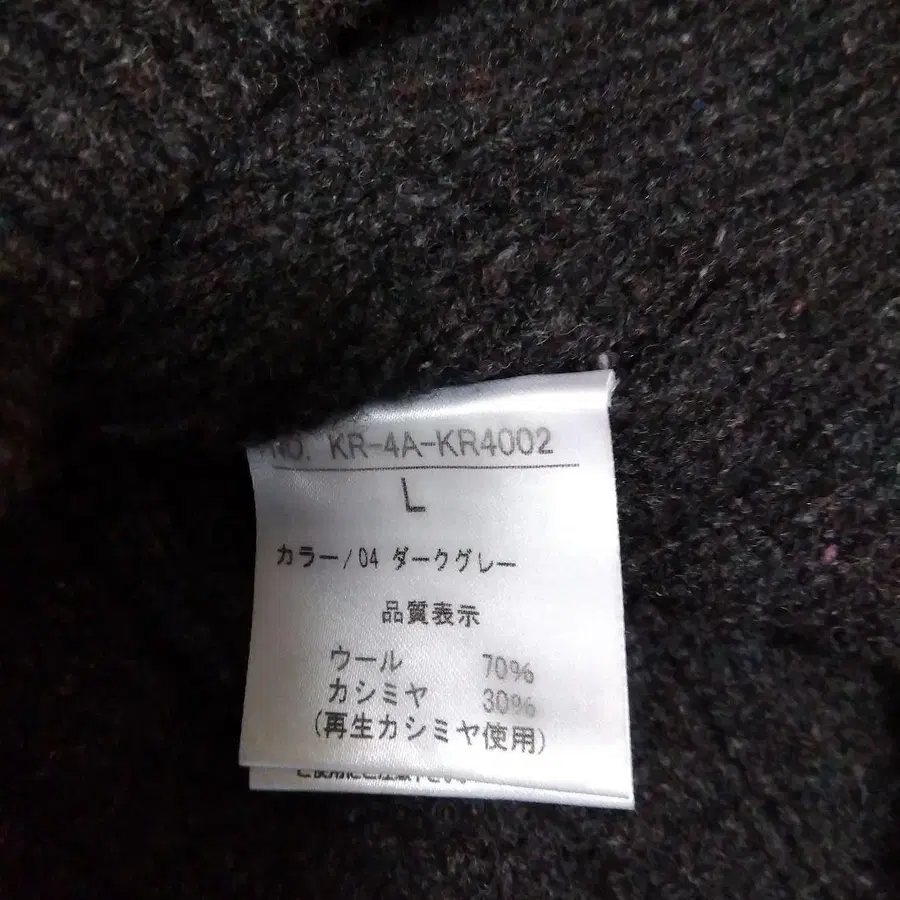 NO. KR-4A-KR4002
L
カラー/04 ダークグレー
品質表示
ウール 70%
カシミヤ 30%
(再生カシミヤ使用)